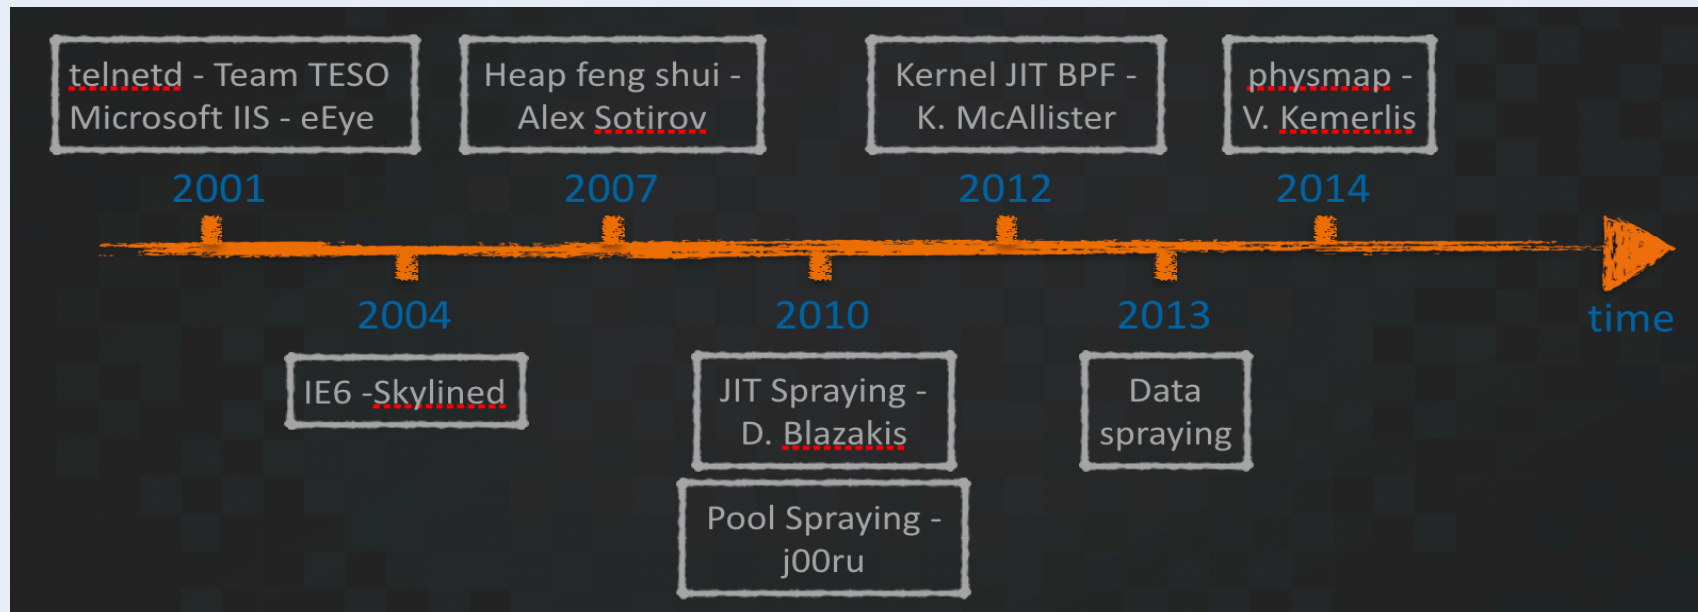 telnetd - Team TESO
Microsoft IIS - eEye
Heap feng shui -
Alex Sotirov
Kernel JIT BPF -
K. McAllister
physmap -
V. Kemerlis
2001
2007
2012
2014
2004
2010
2013
time
IE6 -Skylined
JIT Spraying -
D. Blazakis
Data
spraying
Pool Spraying -
j00ru